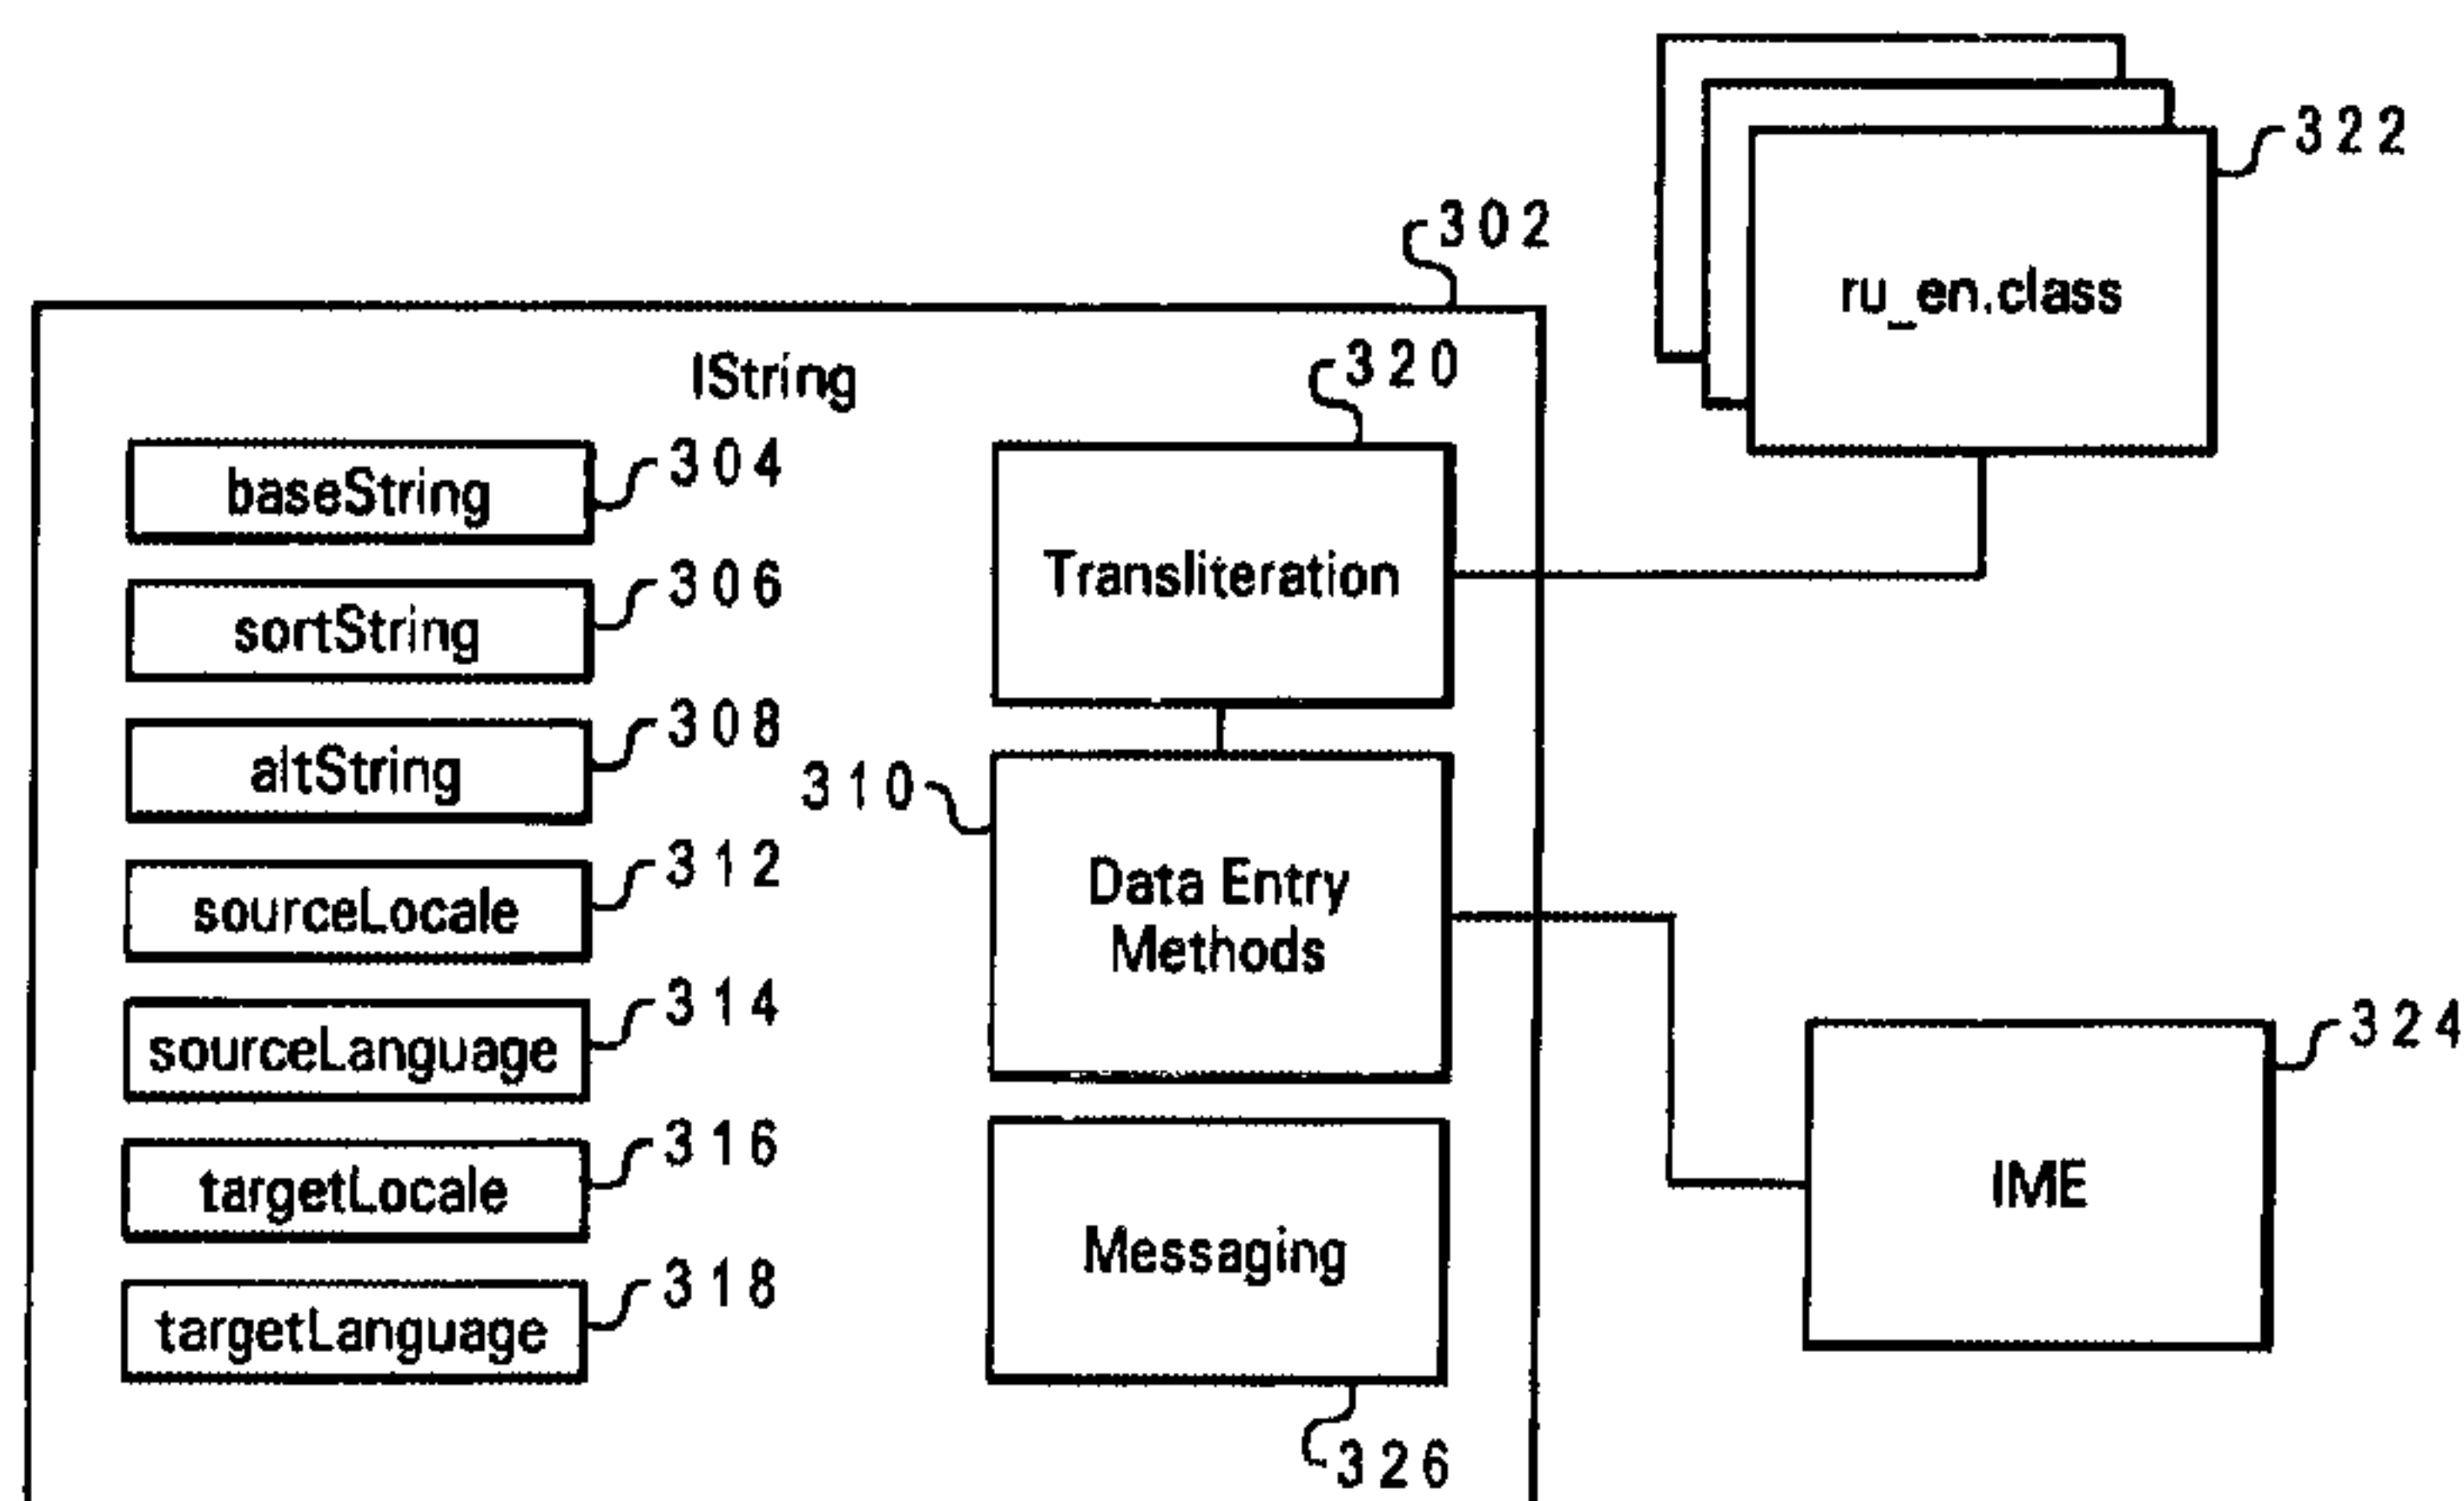 322
302
ru_en.class
IString
320
baseString
304
sortString
306
altString
308
sourceLocale
312
sourceLanguage
314
targetLocale
316
targetLanguage
318
Transliteration
310
Data Entry
Methods
Messaging
326
324
IME